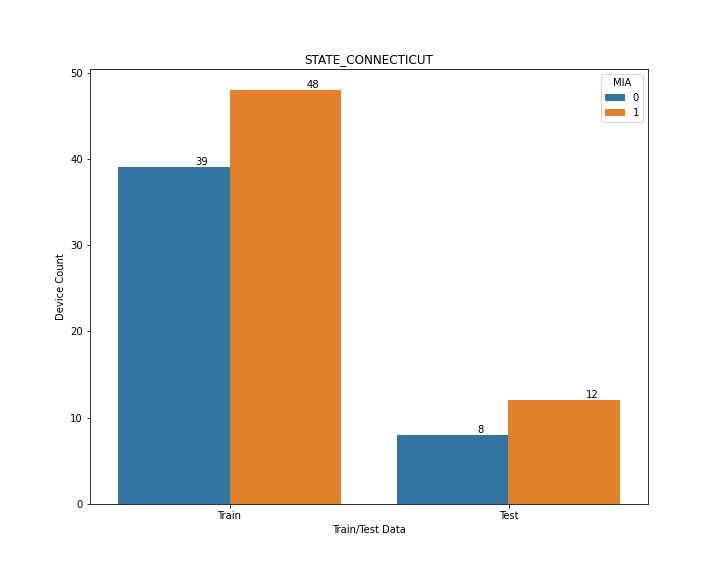 STATE_CONNECTICUT
MIA
0
1
50
40
30
20
10
0
Device Count
39
48
8
12
Train
Test
Train/Test Data